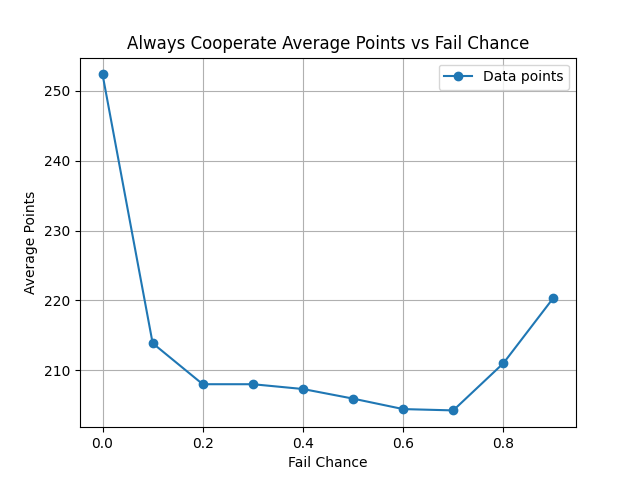 Always Cooperate Average Points vs Fail Chance
Data points
250
240
230
220
210
Average Points
0.0 0.2 0.4 0.6 0.8
Fail Chance